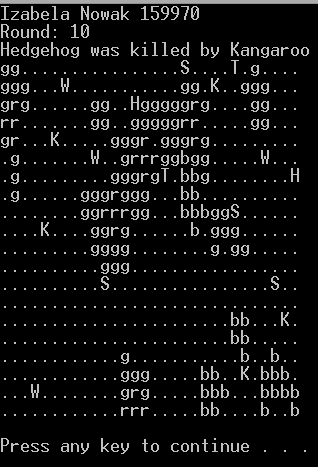 Izabela Nowak 159970
Round: 10
Hedgehog was killed by Kangaroo
gg................S....T.g....
ggg...W...........gg.K..ggg...
grg......gg..Hgggggrg....gg...
rr.......gg..gggggrr.....gg...
gr...K.....gggr.gggrg.........
.g.......W..grrrggbgg.....W...
.g.........gggrgT.bbg........H
.g......gggrggg...bb..........
........ggrrrgg...bbbggS......
....K....ggrg......b.ggg......
.........gggg........g.gg.....
..........ggg.................
..........S................S..
..............................
.......................bb...K.
.......................bb.....
............g...........b..b..
............ggg.....bb..K.bbb.
...W........grg.....bbb...bbbb
............rrr.....bb....b..b
Press any key to continue . . .